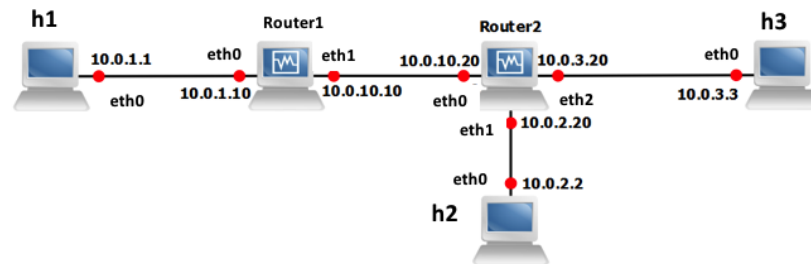 h1
Router1
Router2
h3
10.0.1.1
eth0
eth1
10.0.10.20
10.0.3.20
eth0
eth0
10.0.1.10
10.0.10.10
eth0
eth2
10.0.3.3
eth1
10.0.2.20
eth0
10.0.2.2
h2